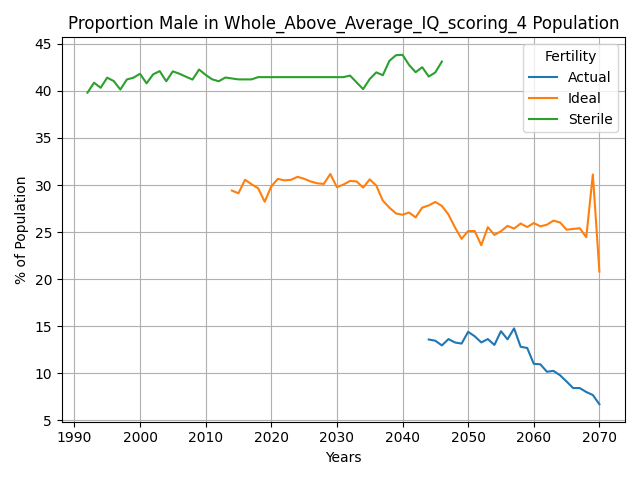 Proportion Male in Whole_Above_Average_IQ_scoring_4 Population
% of Population
45
40
35
30
25
20
15
10
5
Fertility
Actual
Ideal
Sterile
1990 2000 2010 2020 2030 2040 2050 2060 2070
Years